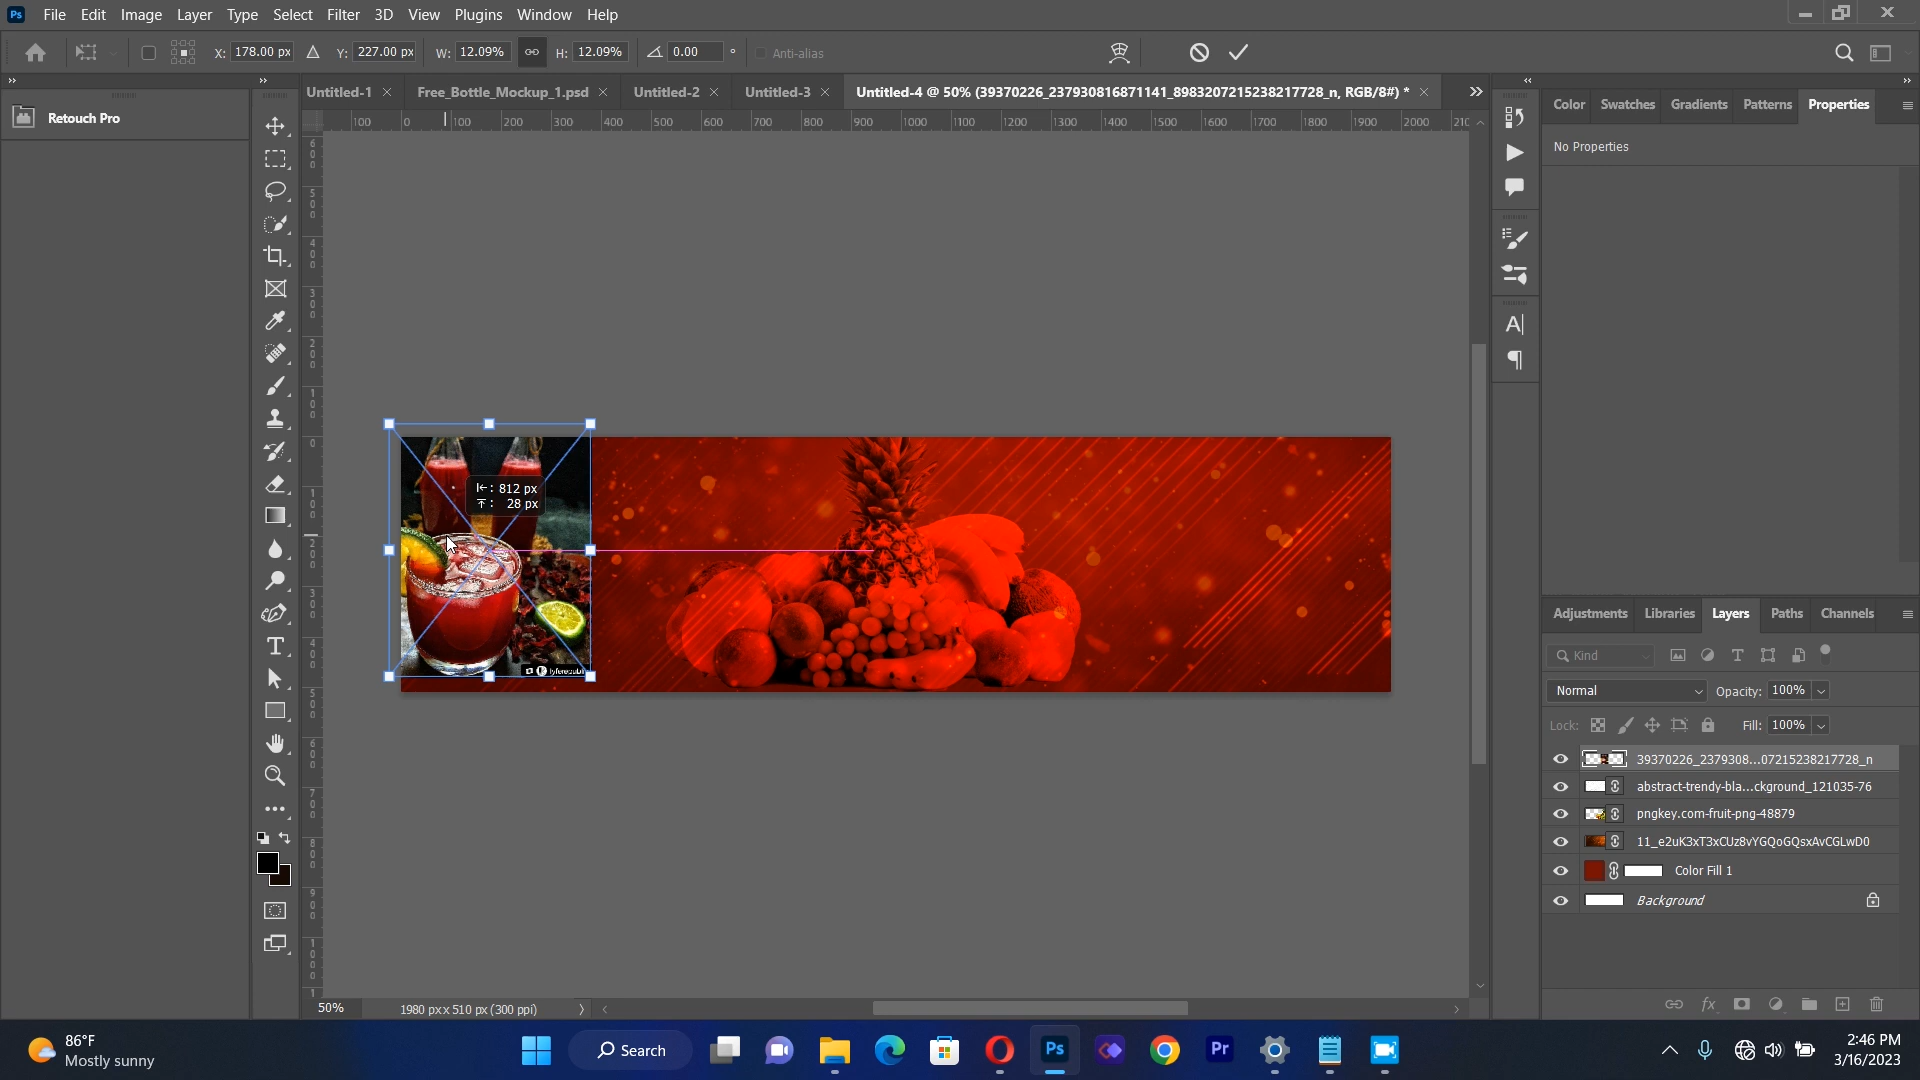 Ps File Edit Image Layer Type Select Filter 3D View Plugins Window Help
X: 178.00 px Y: 227.00 px W: 12.09% H: 12.09% 0.00 ° Anti-alias
Retouch Pro
Untitled-1 × Free_Bottle_Mockup_1.psd × Untitled-2 × Untitled-3 × Untitled-4 @ 50% (39370226_237930816871141_8983207215238217728_n, RGB/8#) * ×
100 0 100 200 300 400 500 600 700 800 900 1000 1100 1200 1300 1400 1500 1600 1700 1800 1900 2000 210
Color Swatches Gradients Patterns Properties
No Properties
: 812 px
: 28 px
Adjustments Libraries Layers Paths Channels
Kind
Normal Opacity: 100%
Lock: Fill: 100%
39370226_2379308...07215238217728_n
abstract-trendy-bla...ckground_121035-76
pngkey.com-fruit-png-48879
11_e2uK3xT3xCUz8vYGQoGQsxAvCGLwD0
Color Fill 1
Background
50% 1980 px x 510 px (300 ppi)
86°F
Mostly sunny
Search
Ps
Pr
2:46 PM
3/16/2023